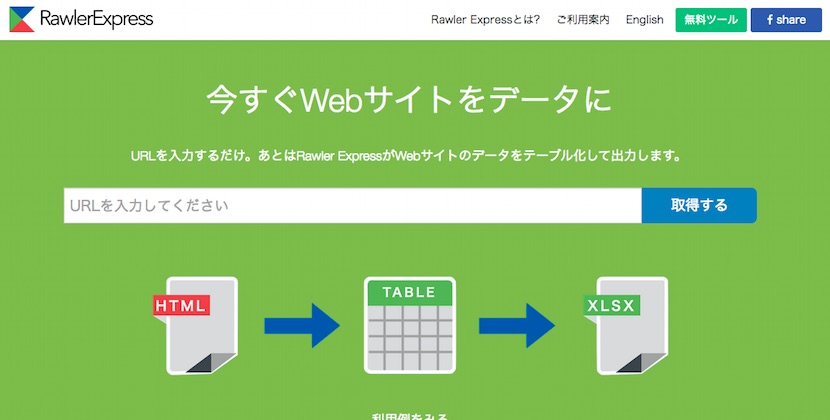 RawlerExpress
Rawler Expressとは?
ご利用案内
English
無料ツール
f share
今すぐWebサイトをデータに
URLを入力するだけ。あとはRawler ExpressがWebサイトのデータをテーブル化して出力します。
URLを入力してください
取得する
HTML
TABLE
XLSX
利用例をみる